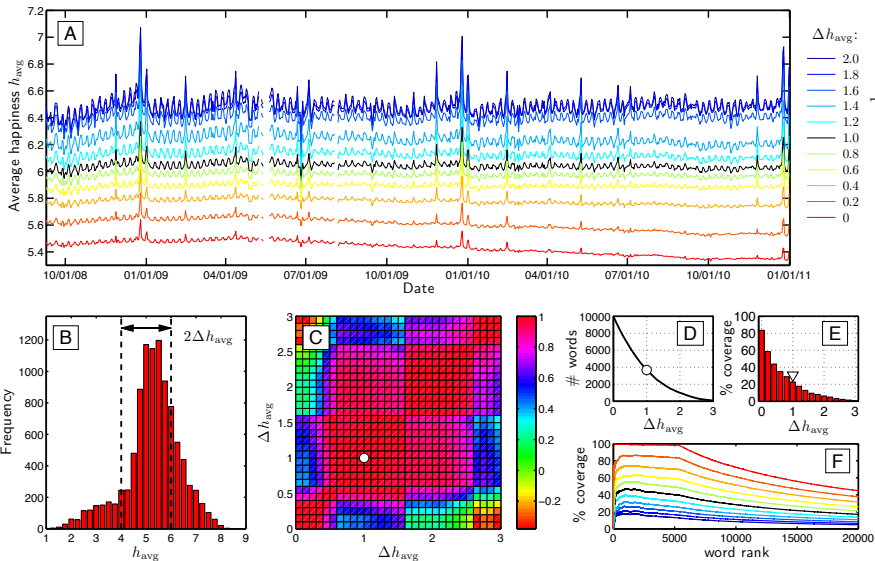 7.2
7
6.8
6.6
6.4
6.2
6
5.8
5.6
5.4
Average happiness h_avg
A
10/01/08 01/01/09 04/01/09 07/01/09 10/01/09 01/01/10 04/01/10 07/01/10 10/01/10 01/01/11
Date
Δh_avg:
2.0
1.8
1.6
1.4
1.2
1.0
0.8
0.6
0.4
0.2
0
B
2Δh_avg
1200
1000
800
600
400
200
0
Frequency
1 2 3 4 5 6 7 8 9
h_avg
C
3
2.5
2
1.5
1
0.5
0
Δh_avg
0 1 2 3
Δh_avg
1
0.8
0.6
0.4
0.2
0
−0.2
D
10000
8000
6000
4000
2000
0
# words
0 1 2 3
Δh_avg
E
100
80
60
40
20
0
% coverage
0 1 2 3
Δh_avg
F
100
80
60
40
20
0
% coverage
0 5000 10000 15000 20000
word rank